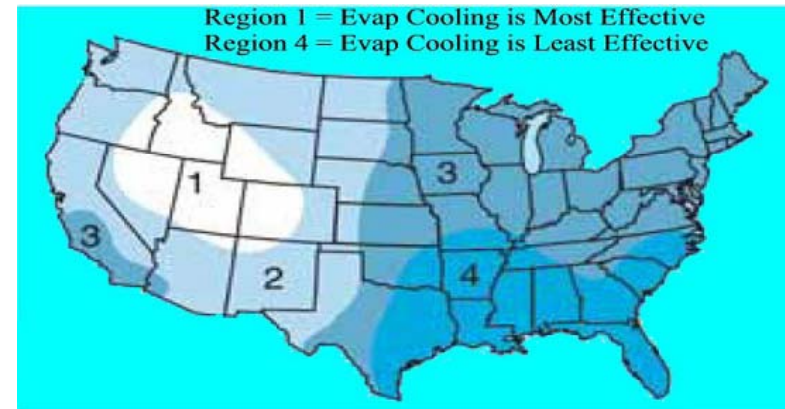 Region 1 = Evap Cooling is Most Effective
Region 4 = Evap Cooling is Least Effective
1
3
3
2
4